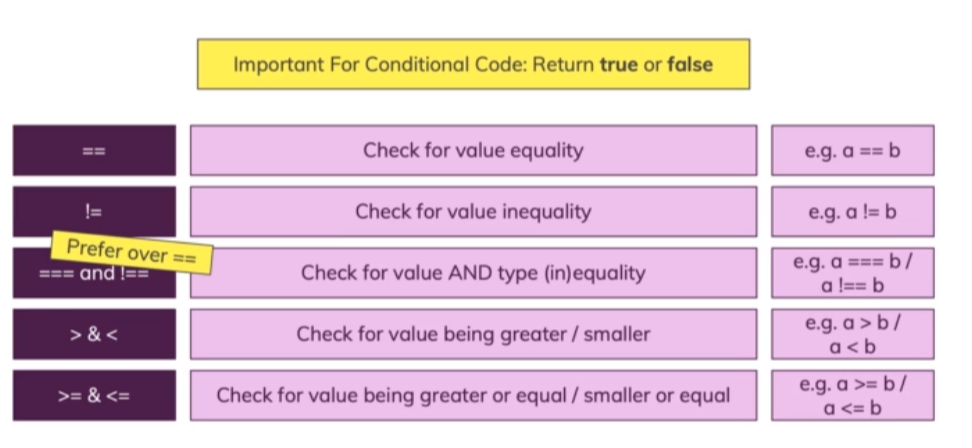 Important For Conditional Code: Return true or false
==
Check for value equality
e.g. a == b
!=
Check for value inequality
e.g. a != b
Prefer over ==
=== and !==
Check for value AND type (in)equality
e.g. a === b /
a !== b
> & <
Check for value being greater / smaller
e.g. a > b /
a < b
>= & <=
Check for value being greater or equal / smaller or equal
e.g. a >= b /
a <= b